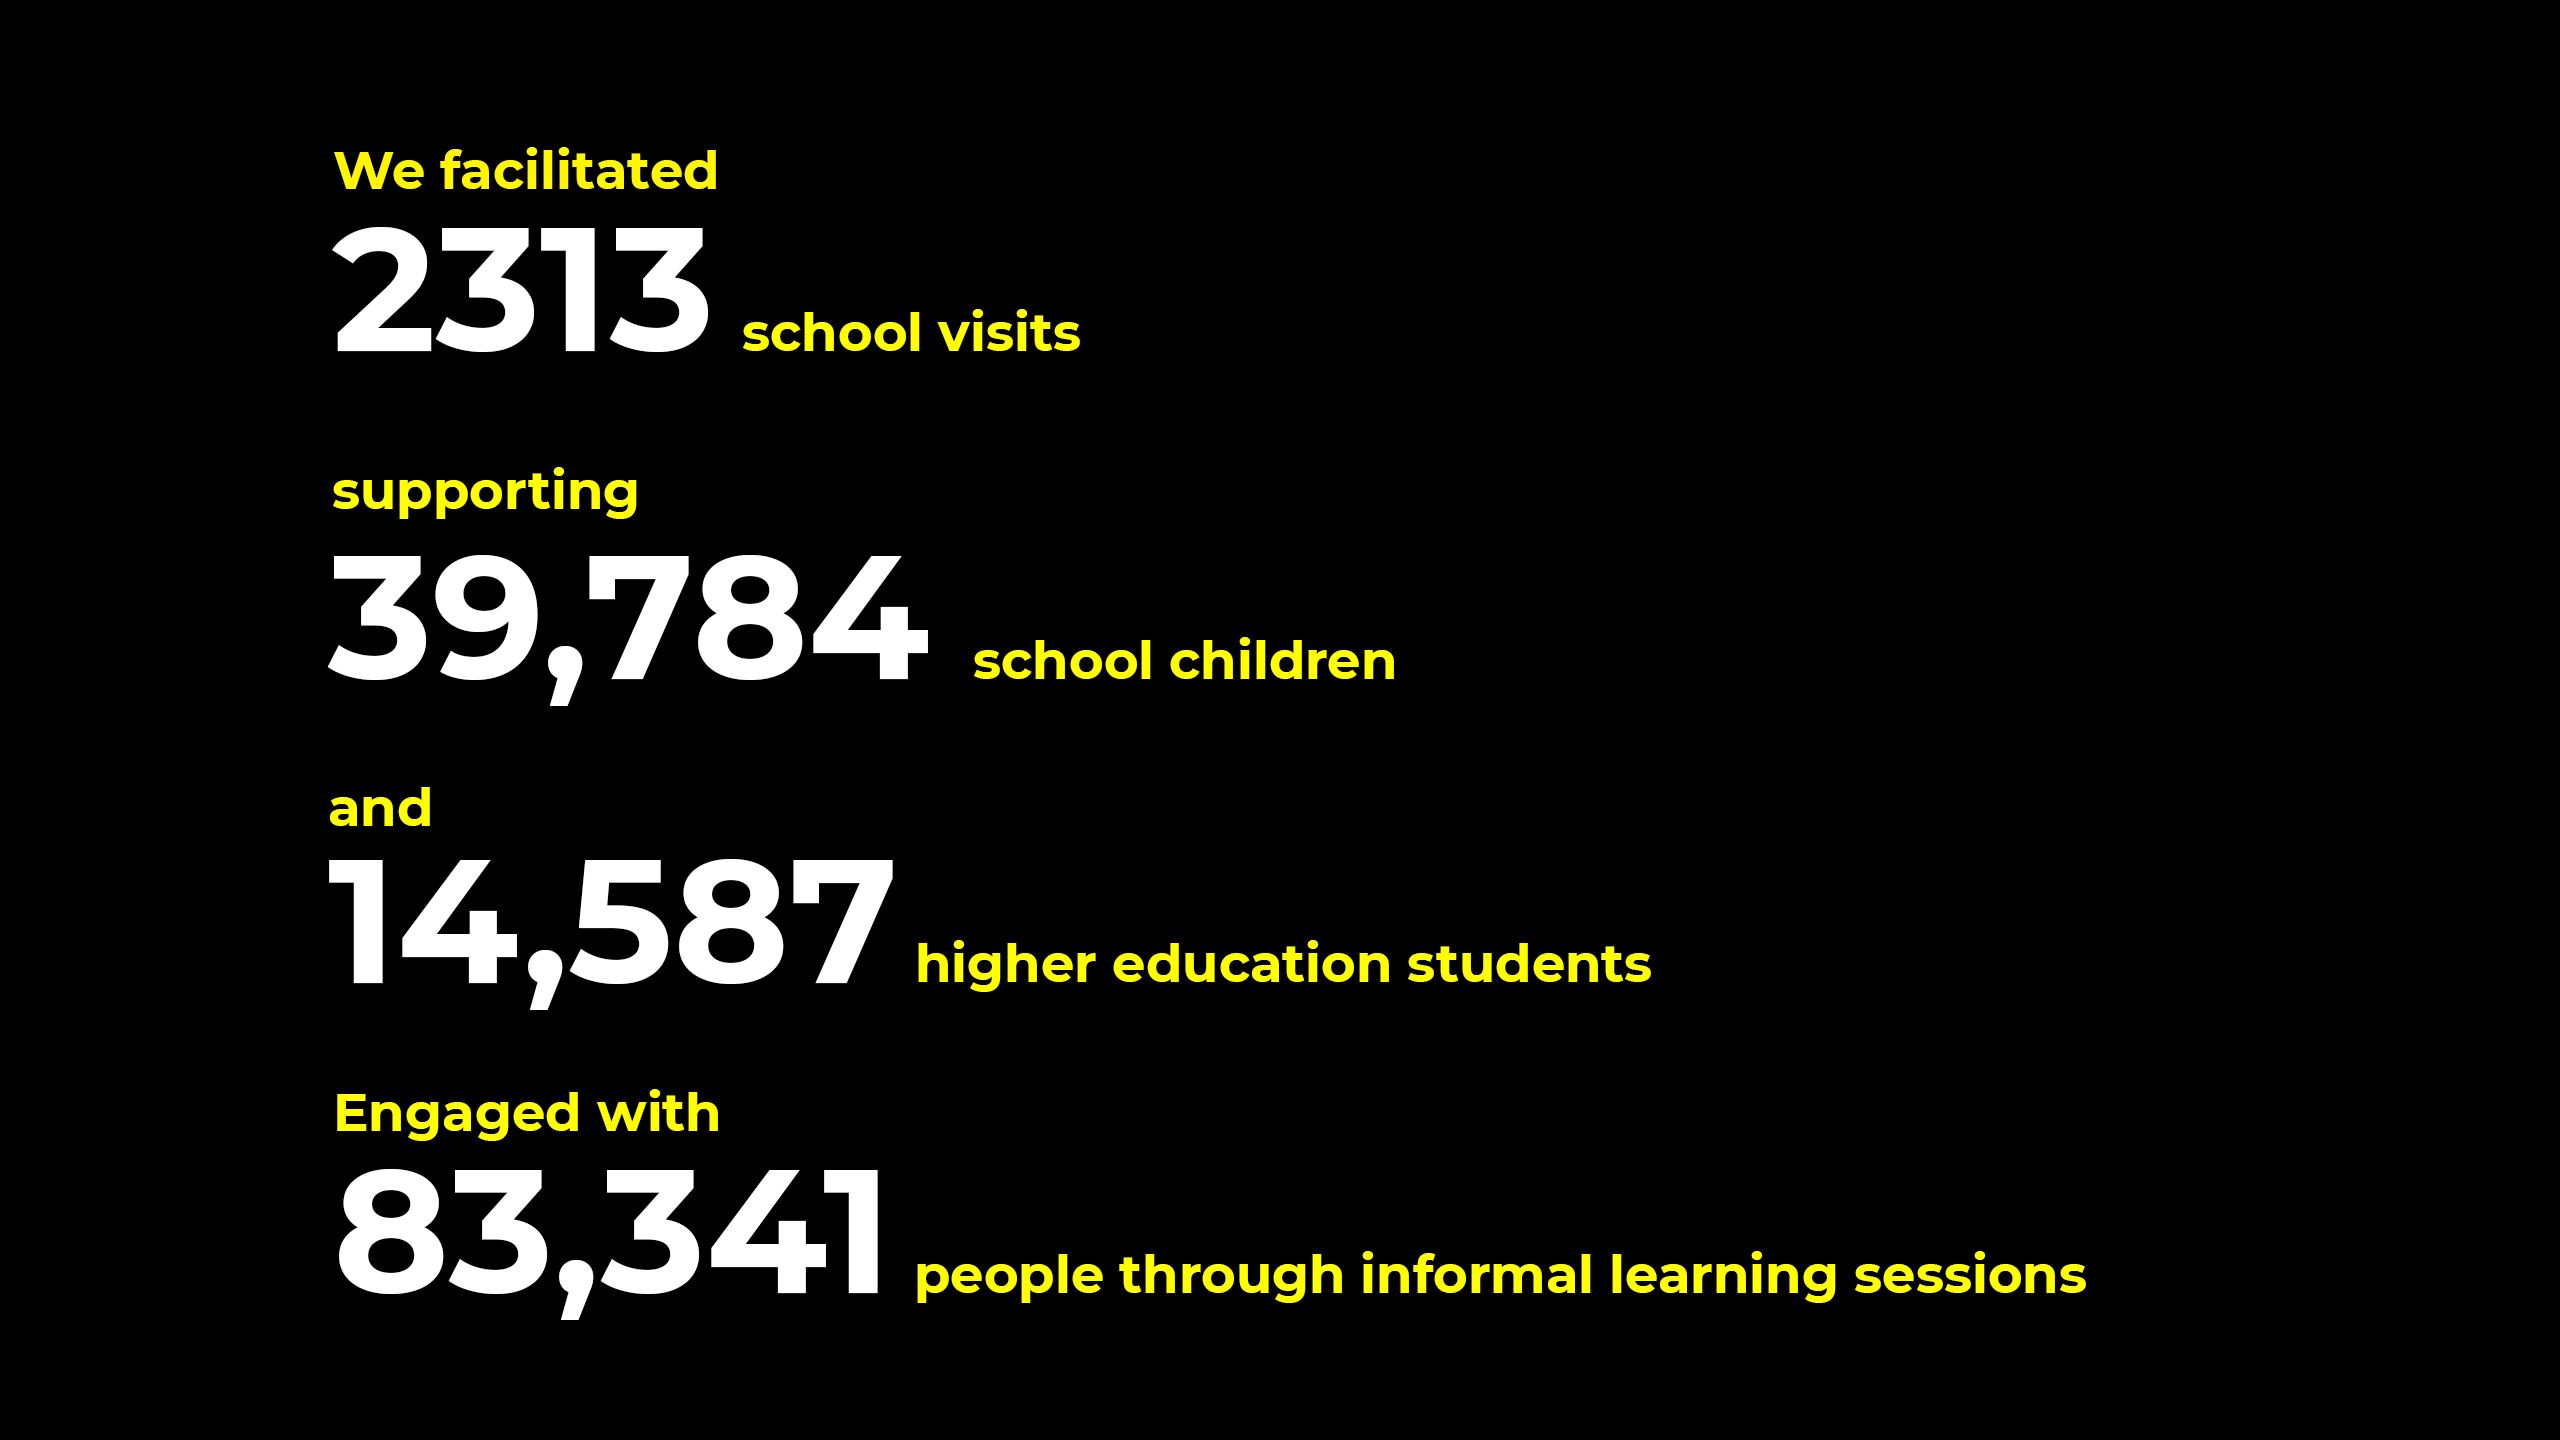 We facilitated
2313 school visits
supporting
39,784 school children
and
14,587 higher education students
Engaged with
83,341 people through informal learning sessions